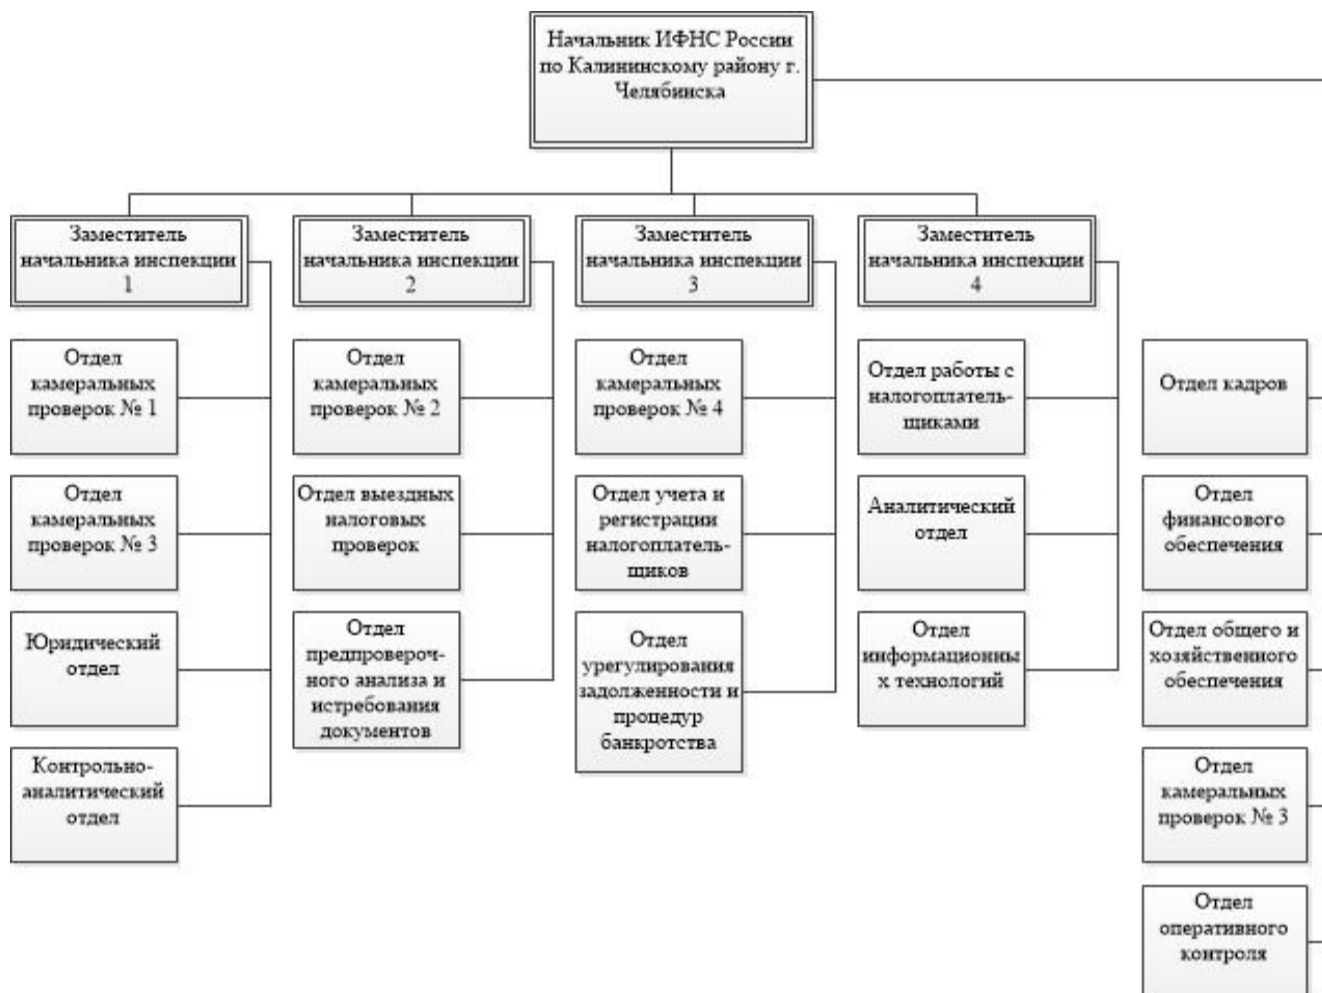 Начальник ИФНС России
по Калининскому району г.
Челябинска
Заместитель
начальника инспекции
1
Заместитель
начальника инспекции
2
Заместитель
начальника инспекции
3
Заместитель
начальника инспекции
4
Отдел
камеральных
проверок № 1
Отдел
камеральных
проверок № 2
Отдел
камеральных
проверок № 4
Отдел работы с
налогоплатель-
щиками
Отдел кадров
Отдел
камеральных
проверок № 3
Отдел выездных
налоговых
проверок
Отдел учета и
регистрации
налогоплатель-
щиков
Аналитический
отдел
Отдел
финансового
обеспечения
Юридический
отдел
Отдел
предпровероч-
ного анализа и
истребования
документов
Отдел
урегулирования
задолженности и
процедур
банкротства
Отдел
информационны
х технологий
Отдел общего и
хозяйственного
обеспечения
Контрольно-
аналитический
отдел
Отдел
камеральных
проверок № 3
Отдел
оперативного
контроля